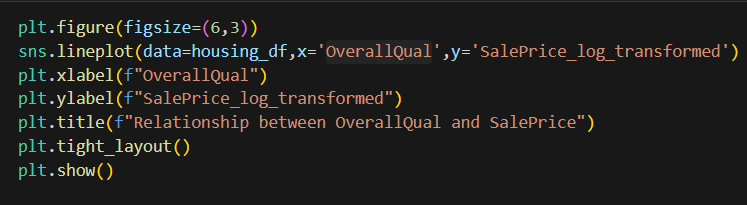 plt.figure(figsize=(6,3))
sns.lineplot(data=housing_df,x='OverallQual',y='SalePrice_log_transformed')
plt.xlabel(f"OverallQual")
plt.ylabel(f"SalePrice_log_transformed")
plt.title(f"Relationship between OverallQual and SalePrice")
plt.tight_layout()
plt.show()